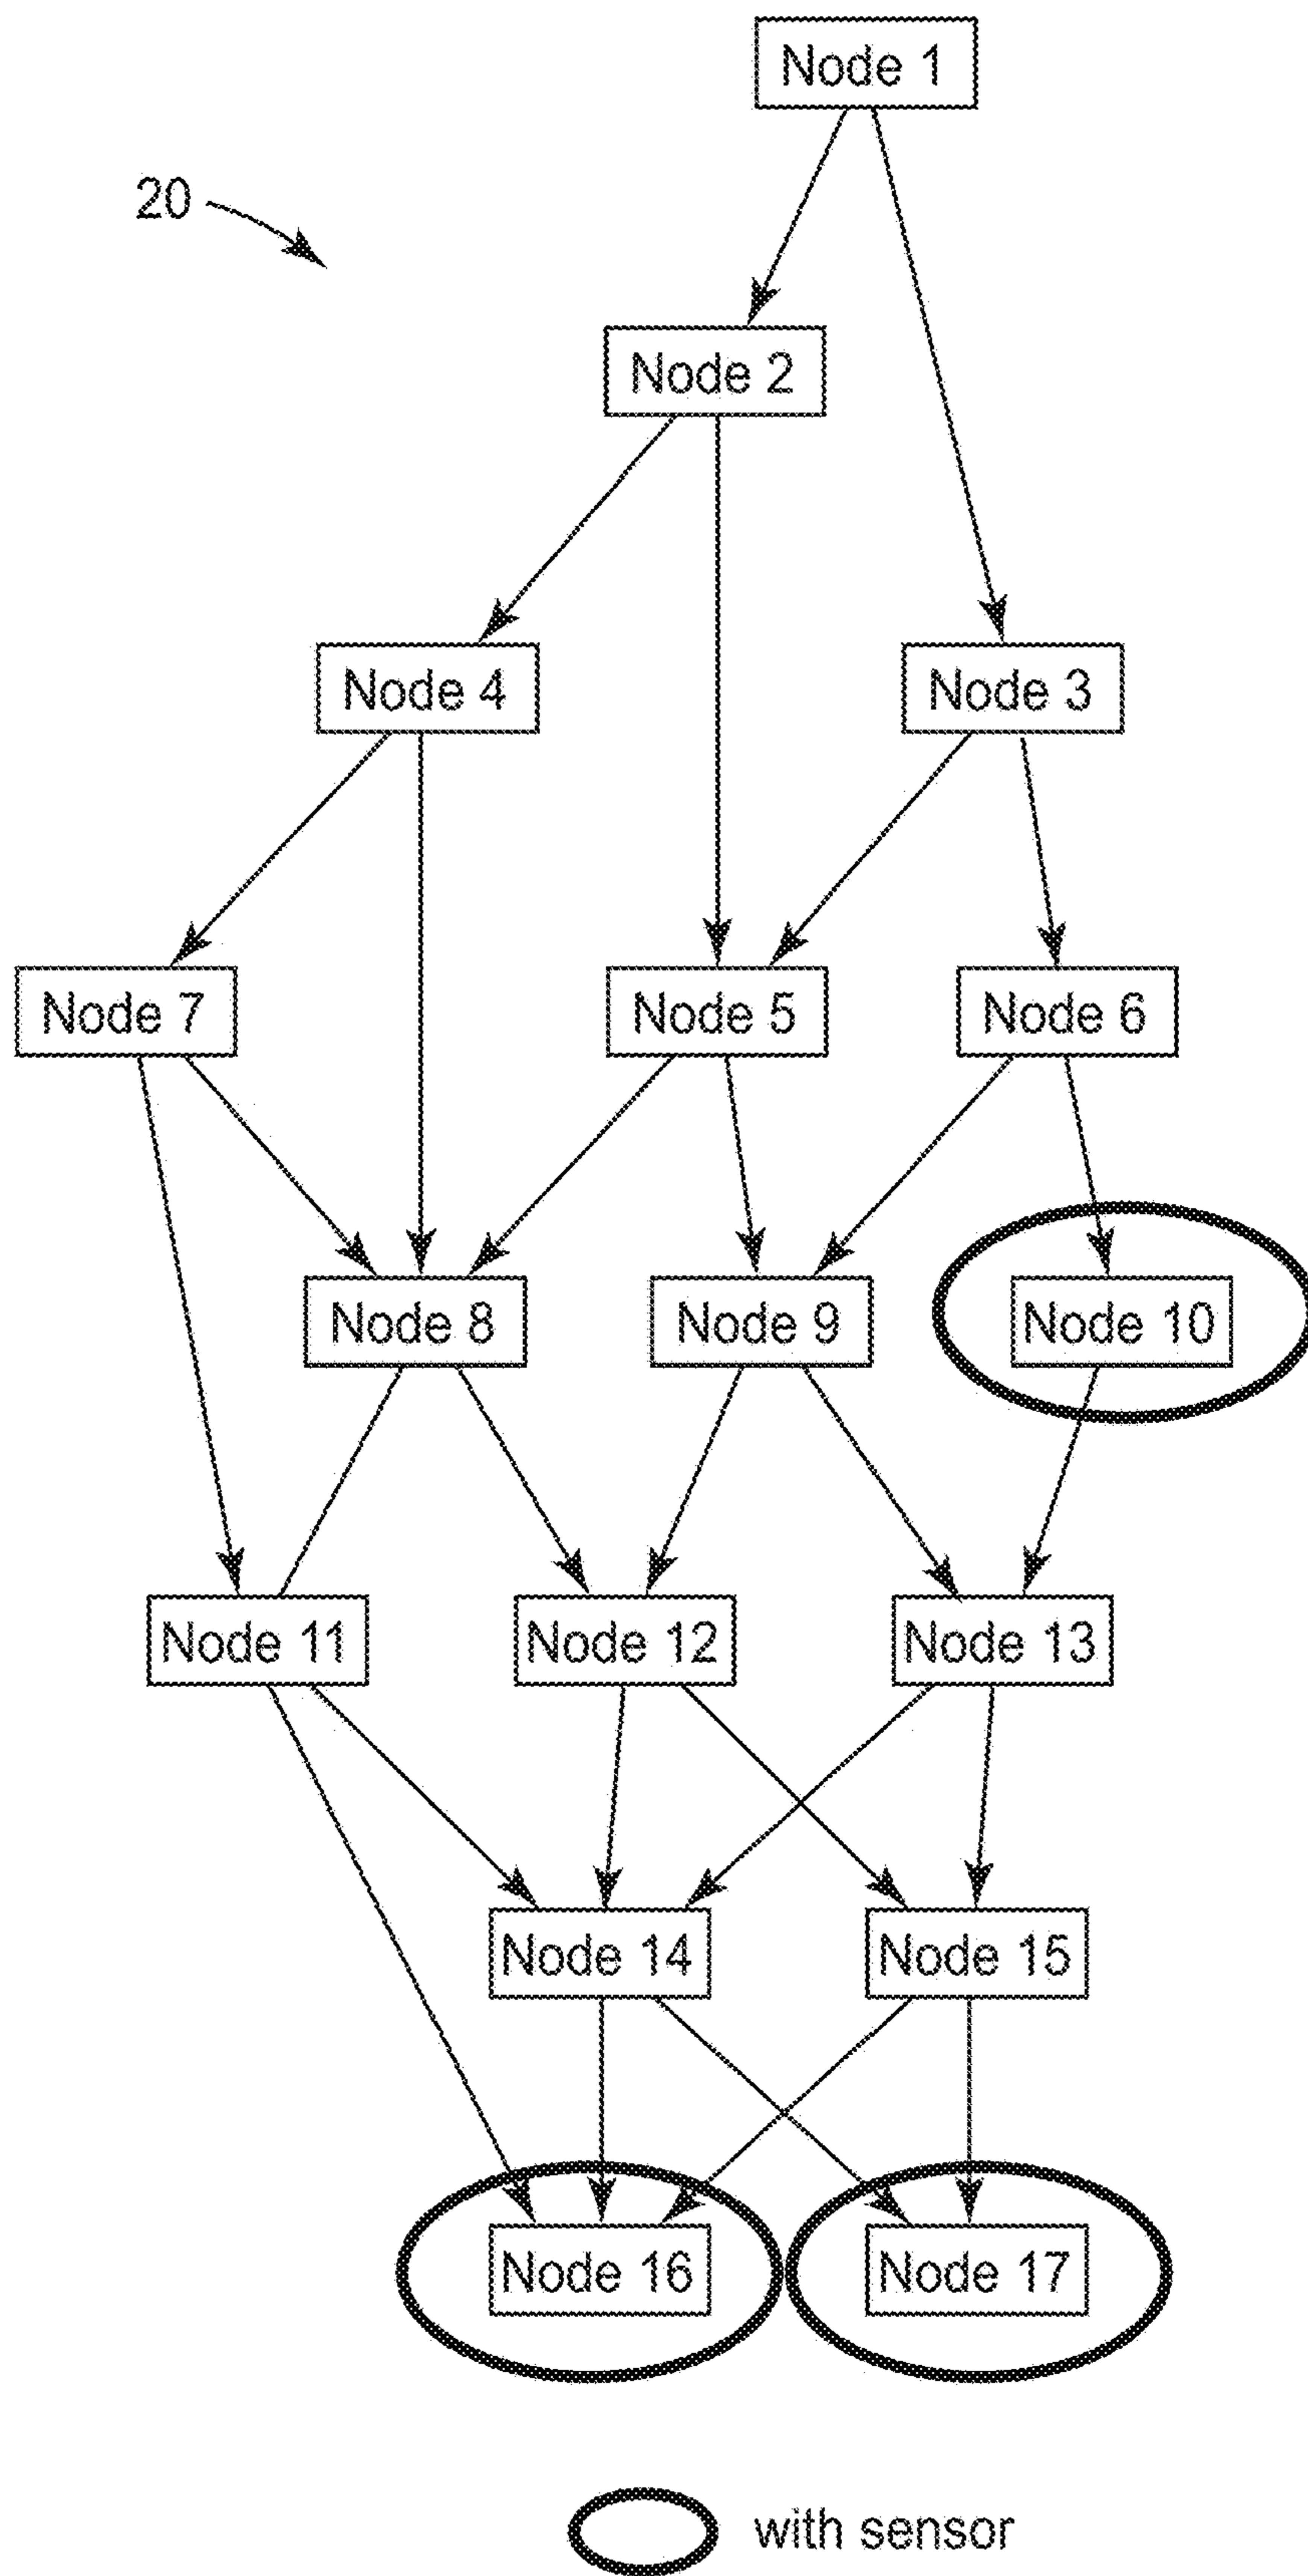 Node 1
20
Node 2
Node 4
Node 3
Node 7
Node 5
Node 6
Node 8
Node 9
Node 10
Node 11
Node 12
Node 13
Node 14
Node 15
Node 16
Node 17
with sensor